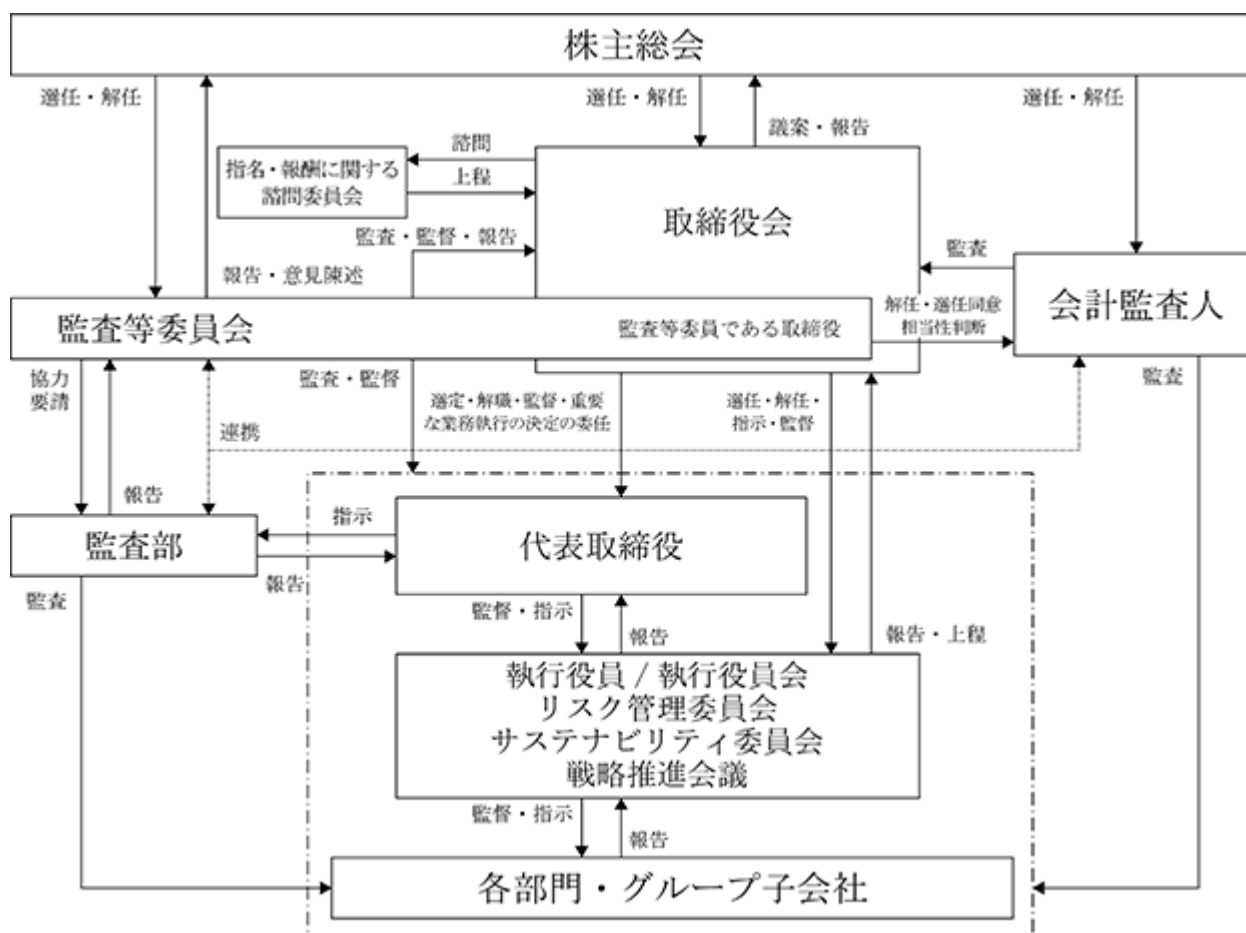 株主総会
選任・解任
選任・解任
選任・解任
議案・報告
諮問
指名・報酬に関する
諮問委員会
上程
取締役会
監査・監督・報告
監査
報告・意見陳述
会計監査人
監査等委員会
監査等委員である取締役
解任・選任同意
相当性判断
協力
要請
監査・監督
監査
選定・解職・監督・重要
な業務執行の決定の委任
選任・解任・
指示・監督
連携
報告
監査部
指示
代表取締役
報告
監査
監督・指示
報告
報告・上程
執行役員 / 執行役員会
リスク管理委員会
サステナビリティ委員会
戦略推進会議
監督・指示
報告
各部門・グループ子会社